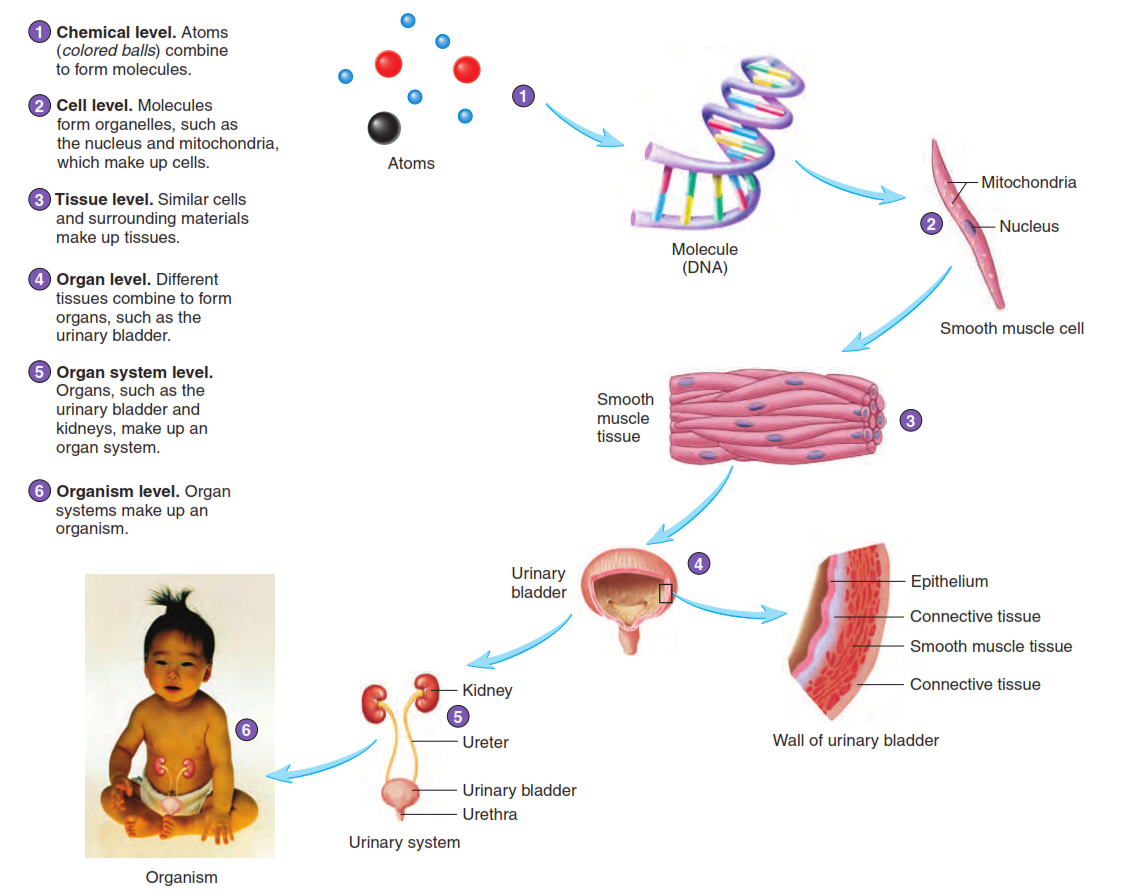 1 Chemical level. Atoms
(colored balls) combine
to form molecules.
2 Cell level. Molecules
form organelles, such as
the nucleus and mitochondria,
which make up cells.
3 Tissue level. Similar cells
and surrounding materials
make up tissues.
4 Organ level. Different
tissues combine to form
organs, such as the
urinary bladder.
5 Organ system level.
Organs, such as the
urinary bladder and
kidneys, make up an
organ system.
6 Organism level. Organ
systems make up an
organism.
Atoms
1
Molecule
(DNA)
Mitochondria
2
Nucleus
Smooth muscle cell
Smooth
muscle
tissue
3
Urinary
bladder
4
Epithelium
Connective tissue
Smooth muscle tissue
Connective tissue
Wall of urinary bladder
Kidney
5
Ureter
Urinary bladder
Urethra
Urinary system
6
Organism